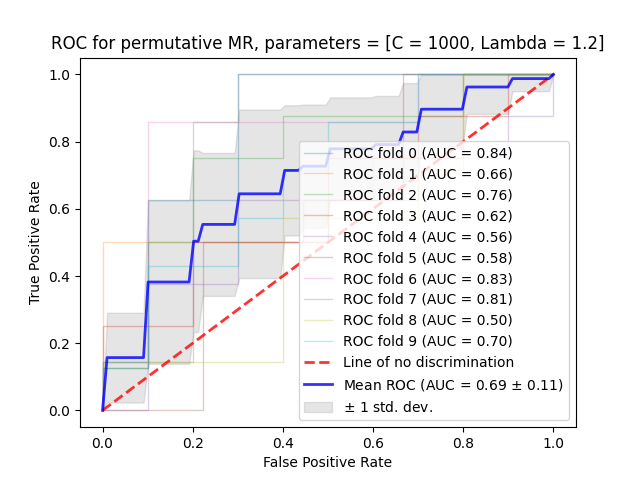 ROC for permutative MR, parameters = [C = 1000, Lambda = 1.2]
True Positive Rate
1.0
0.8
0.6
0.4
0.2
0.0
ROC fold 0 (AUC = 0.84)
ROC fold 1 (AUC = 0.66)
ROC fold 2 (AUC = 0.76)
ROC fold 3 (AUC = 0.62)
ROC fold 4 (AUC = 0.56)
ROC fold 5 (AUC = 0.58)
ROC fold 6 (AUC = 0.83)
ROC fold 7 (AUC = 0.81)
ROC fold 8 (AUC = 0.50)
ROC fold 9 (AUC = 0.70)
Line of no discrimination
Mean ROC (AUC = 0.69 ± 0.11)
± 1 std. dev.
0.0 0.2 0.4 0.6 0.8 1.0
False Positive Rate